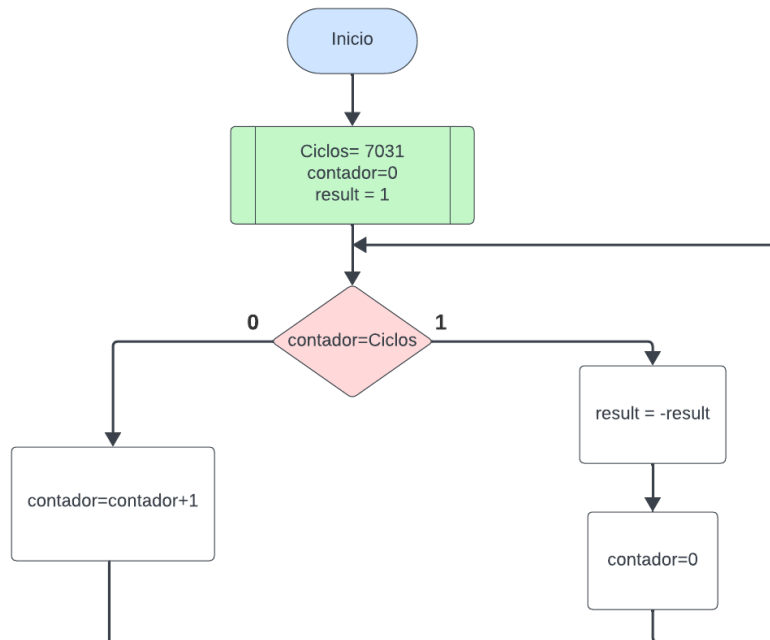 Inicio
Ciclos= 7031
contador=0
result = 1
0
1
contador=Ciclos
result = -result
contador=contador+1
contador=0